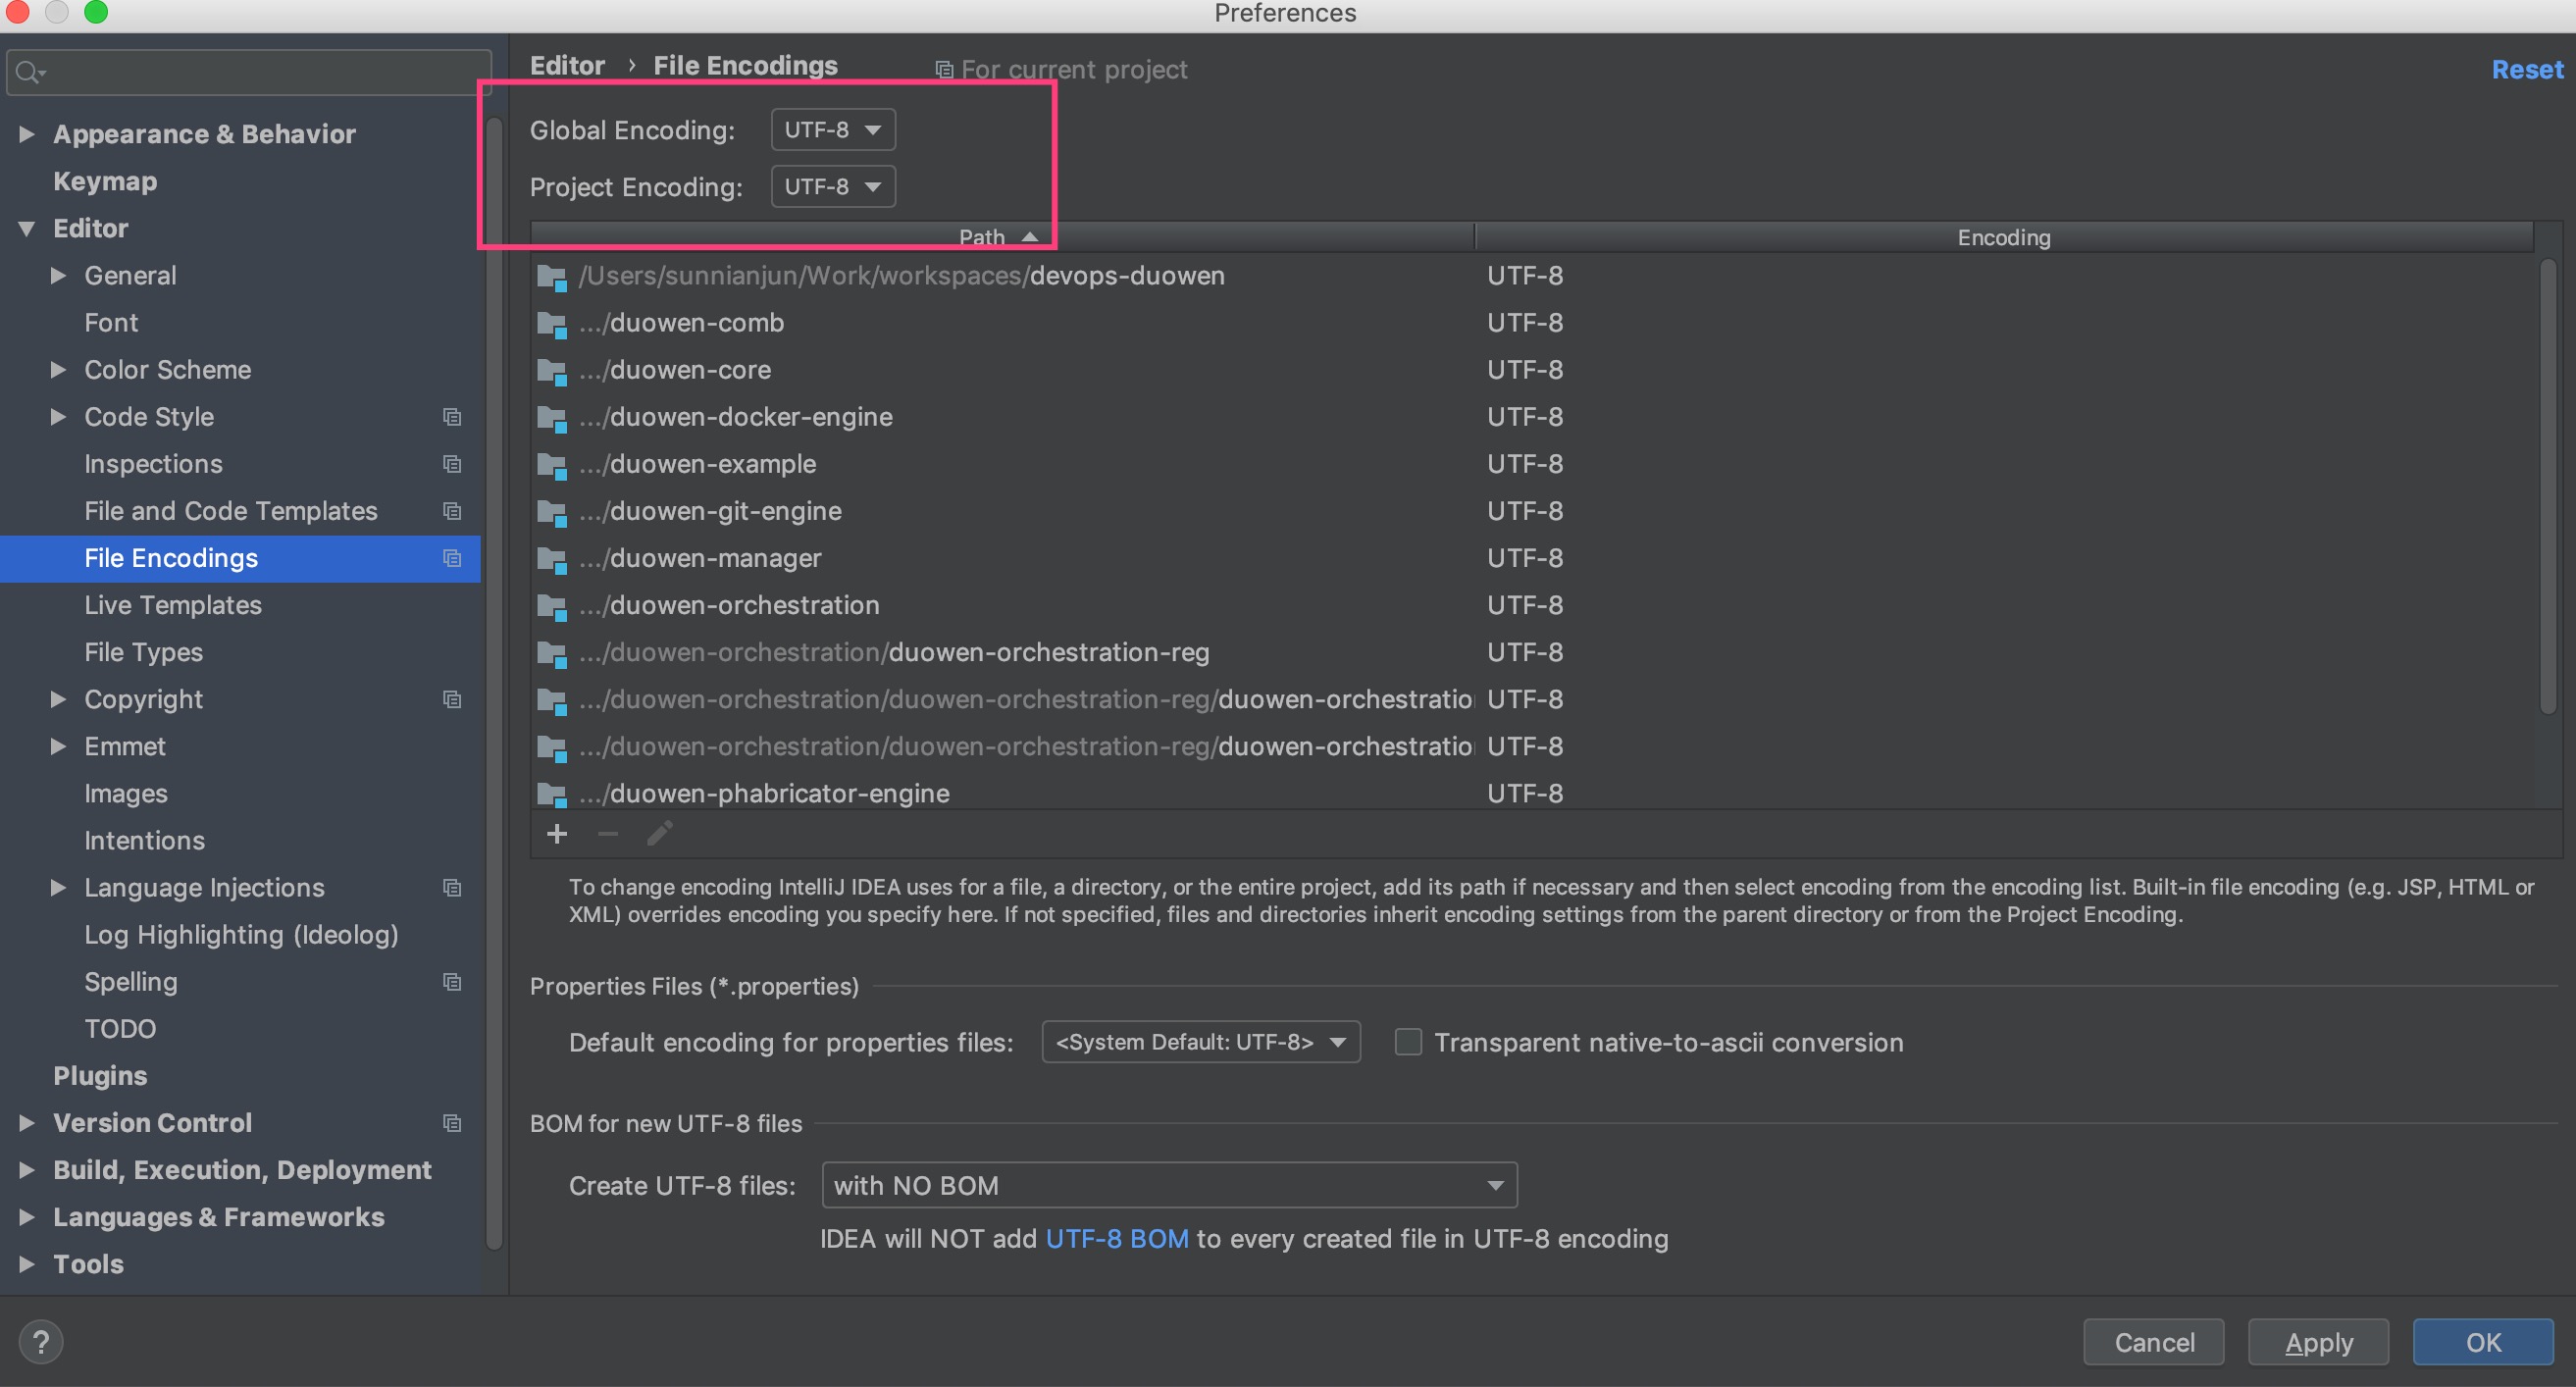 Preferences
Appearance & Behavior
Keymap
Editor
General
Font
Color Scheme
Code Style
Inspections
File and Code Templates
File Encodings
Live Templates
File Types
Copyright
Emmet
Images
Intentions
Language Injections
Log Highlighting (Ideolog)
Spelling
TODO
Plugins
Version Control
Build, Execution, Deployment
Languages & Frameworks
Tools
Editor › File Encodings For current project Reset
Global Encoding: UTF-8
Project Encoding: UTF-8
Path Encoding
/Users/sunnianjun/Work/workspaces/devops-duowen UTF-8
.../duowen-comb UTF-8
.../duowen-core UTF-8
.../duowen-docker-engine UTF-8
.../duowen-example UTF-8
.../duowen-git-engine UTF-8
.../duowen-manager UTF-8
.../duowen-orchestration UTF-8
.../duowen-orchestration/duowen-orchestration-reg UTF-8
.../duowen-orchestration/duowen-orchestration-reg/duowen-orchestratio UTF-8
.../duowen-orchestration/duowen-orchestration-reg/duowen-orchestratio UTF-8
.../duowen-phabricator-engine UTF-8
To change encoding IntelliJ IDEA uses for a file, a directory, or the entire project, add its path if necessary and then select encoding from the encoding list. Built-in file encoding (e.g. JSP, HTML or
XML) overrides encoding you specify here. If not specified, files and directories inherit encoding settings from the parent directory or from the Project Encoding.
Properties Files (*.properties)
Default encoding for properties files: <System Default: UTF-8> Transparent native-to-ascii conversion
BOM for new UTF-8 files
Create UTF-8 files: with NO BOM
IDEA will NOT add UTF-8 BOM to every created file in UTF-8 encoding
? Cancel Apply OK